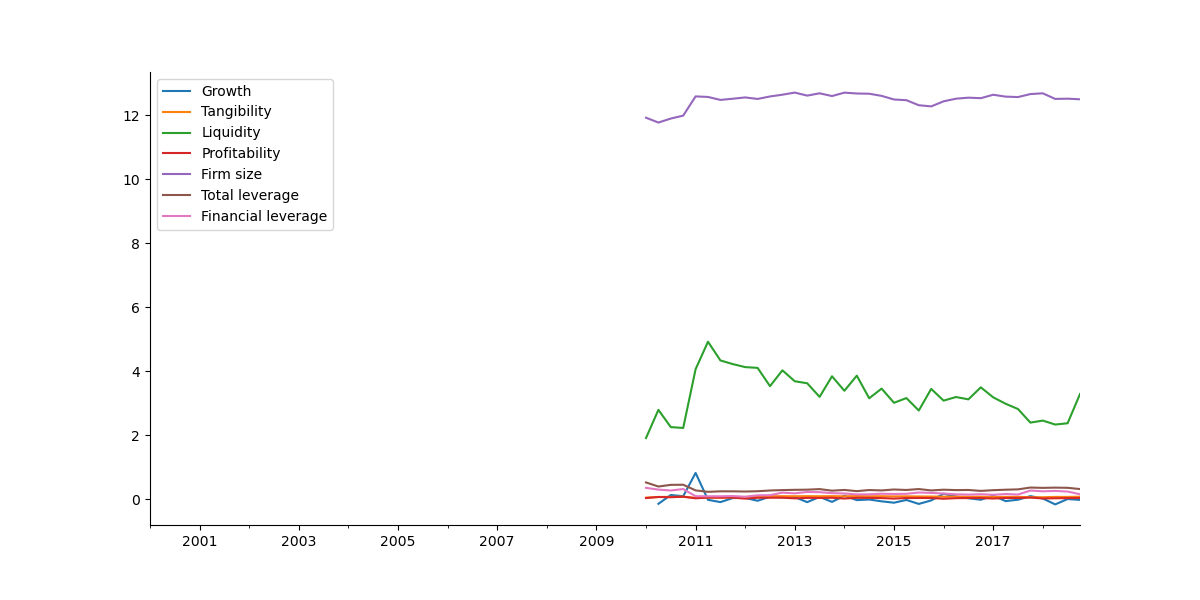 Growth
Tangibility
Liquidity
Profitability
Firm size
Total leverage
Financial leverage
12
10
8
6
4
2
0
2001 2003 2005 2007 2009 2011 2013 2015 2017